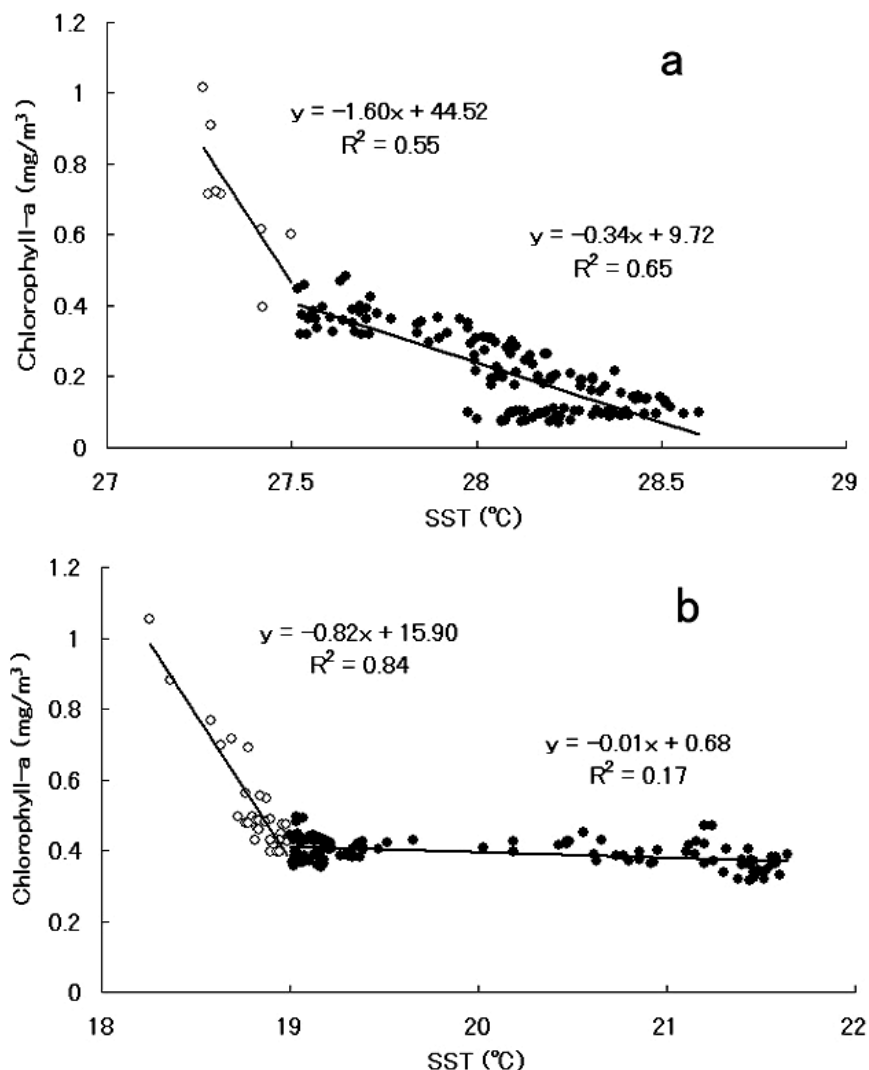 a
y = −1.60x + 44.52
R² = 0.55
y = −0.34x + 9.72
R² = 0.65
Chlorophyll-a (mg/m³)
1.2
1
0.8
0.6
0.4
0.2
0
27
27.5
28
28.5
29
SST (℃)
b
y = −0.82x + 15.90
R² = 0.84
y = −0.01x + 0.68
R² = 0.17
Chlorophyll-a (mg/m³)
1.2
1
0.8
0.6
0.4
0.2
0
18
19
20
21
22
SST (℃)